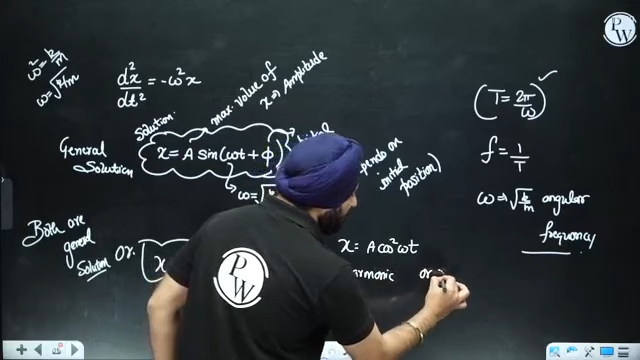 ω² = k/m
ω = √k/m
d²x/dt² = -ω²x
max. value of
x ⇒ Amplitude
Solution:
General
Solution
x = A sin(ωt + φ)
ω = √
depends on
initial
position)
Both are
general
Solution
or.
x
x = A cos²ωt
or
(T = 2π/ω) ✓
f = 1/T
ω ⇒ √k/m angular
frequency
PW
PW